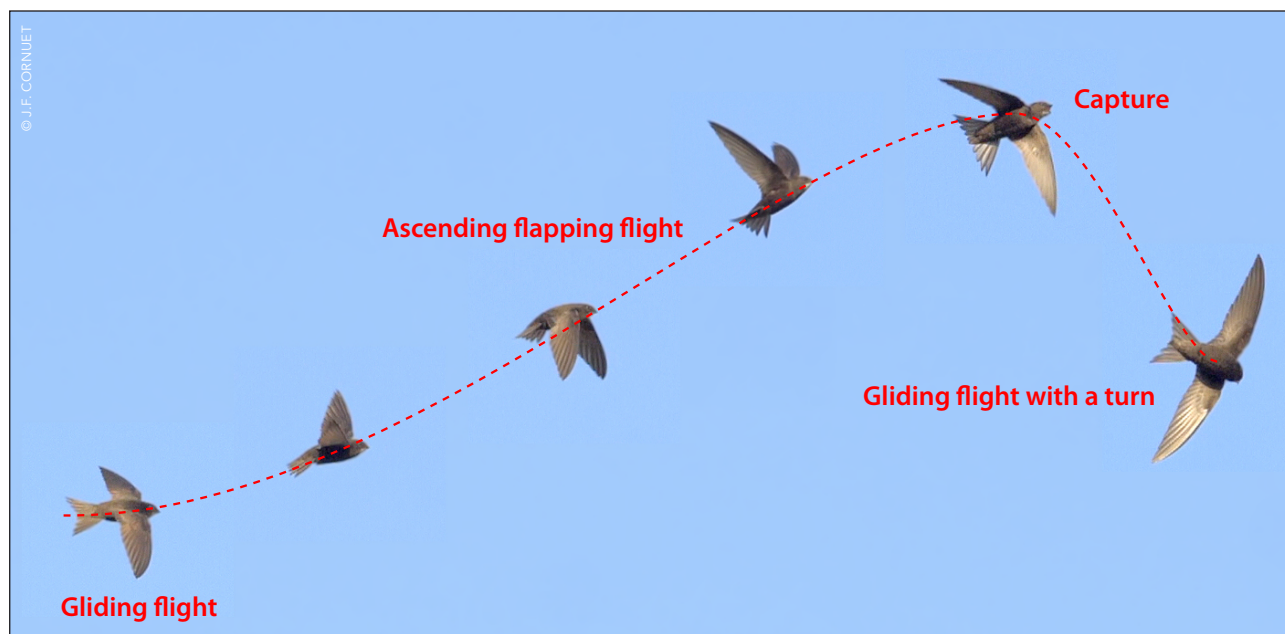 © J.F. CORNUET
Capture
Ascending flapping flight
Gliding flight with a turn
Gliding flight